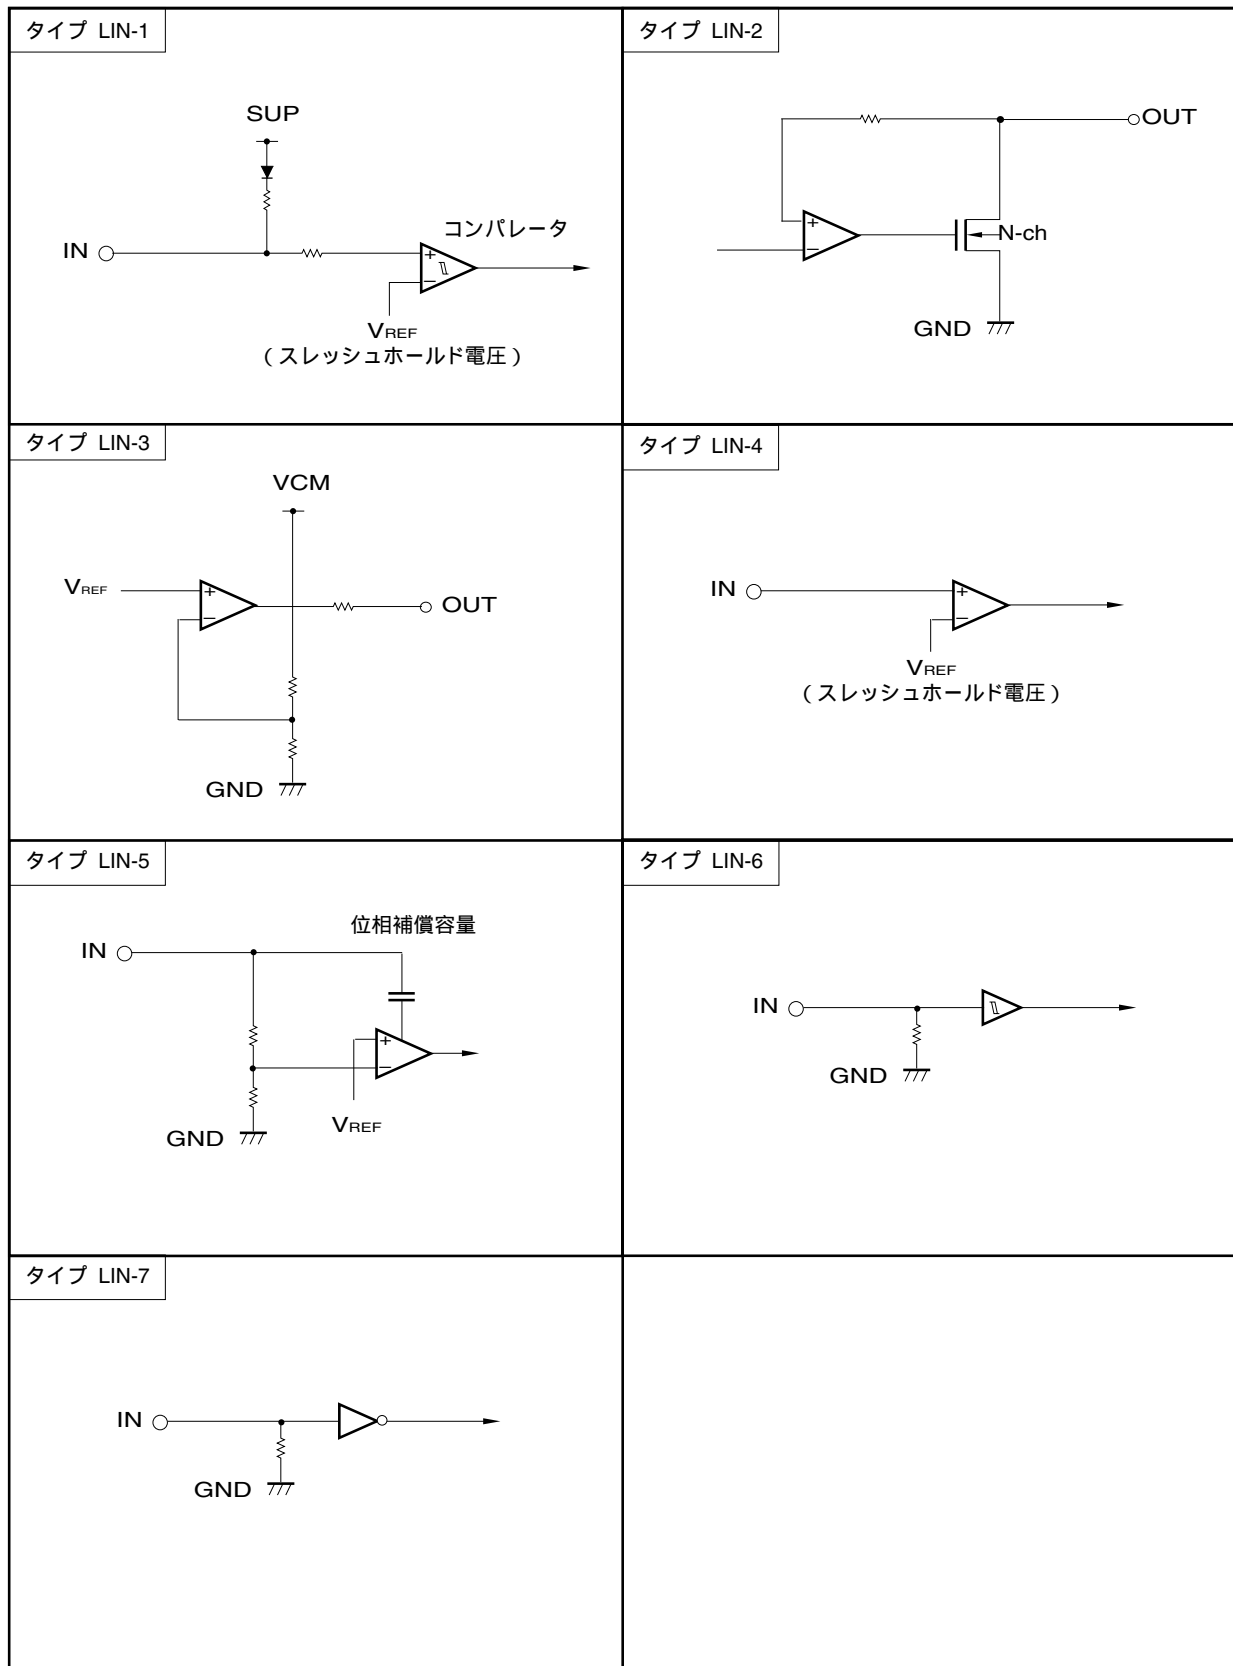 タイプ LIN-1
SUP
IN
コンパレータ
+
−
VREF
(スレッシュホールド電圧)
タイプ LIN-2
OUT
+
−
N-ch
GND
タイプ LIN-3
VCM
VREF
+
−
OUT
GND
タイプ LIN-4
IN
+
−
VREF
(スレッシュホールド電圧)
タイプ LIN-5
位相補償容量
IN
+
−
VREF
GND
タイプ LIN-6
IN
GND
タイプ LIN-7
IN
GND